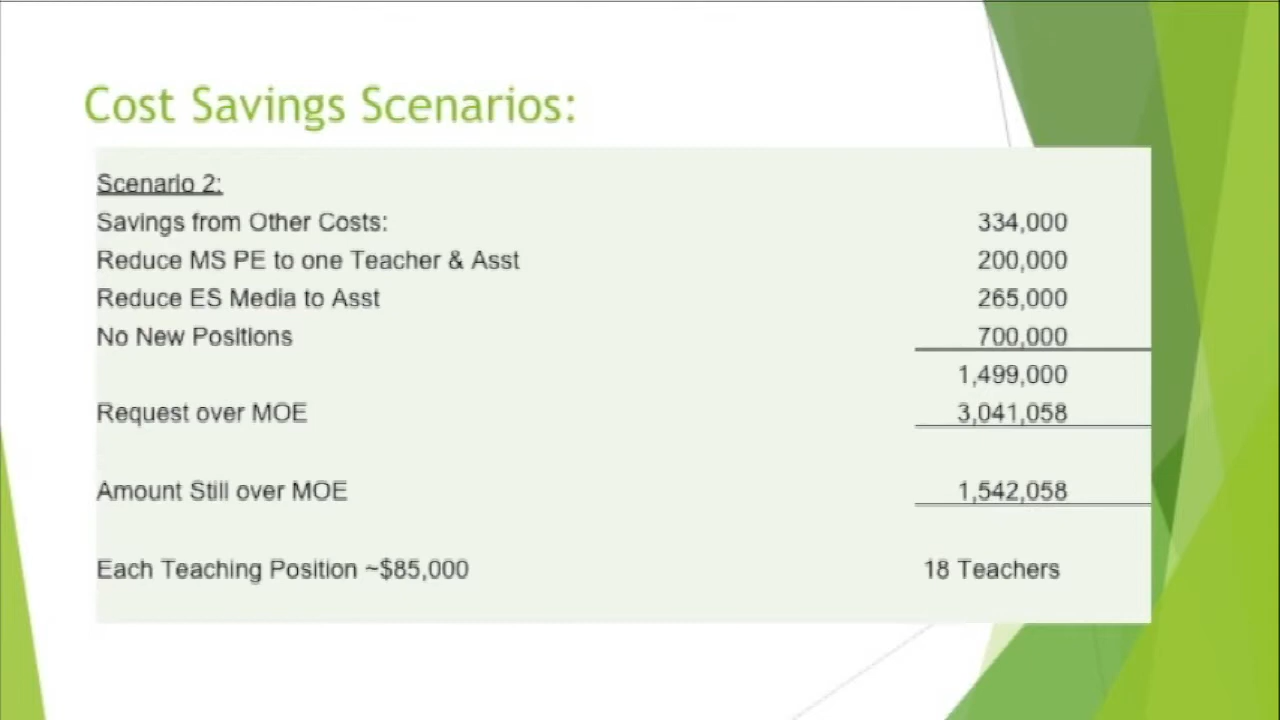 Cost Savings Scenarios:
Scenario 2:
Savings from Other Costs: 334,000
Reduce MS PE to one Teacher & Asst 200,000
Reduce ES Media to Asst 265,000
No New Positions 700,000
1,499,000
Request over MOE 3,041,058
Amount Still over MOE 1,542,058
Each Teaching Position ~$85,000 18 Teachers